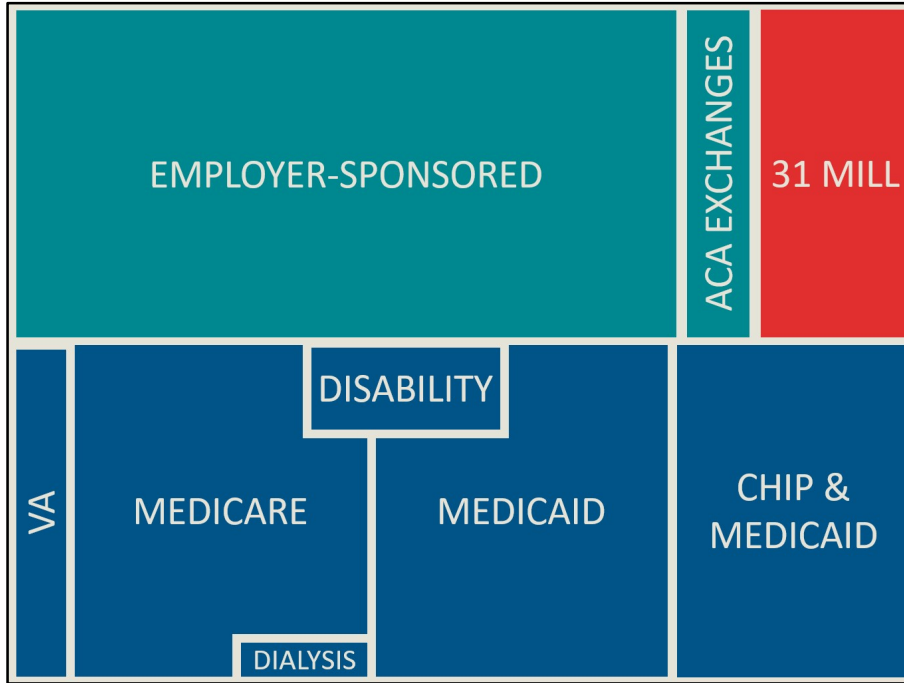 EMPLOYER-SPONSORED
ACA EXCHANGES
31 MILL
VA
MEDICARE
DISABILITY
MEDICAID
CHIP &
MEDICAID
DIALYSIS